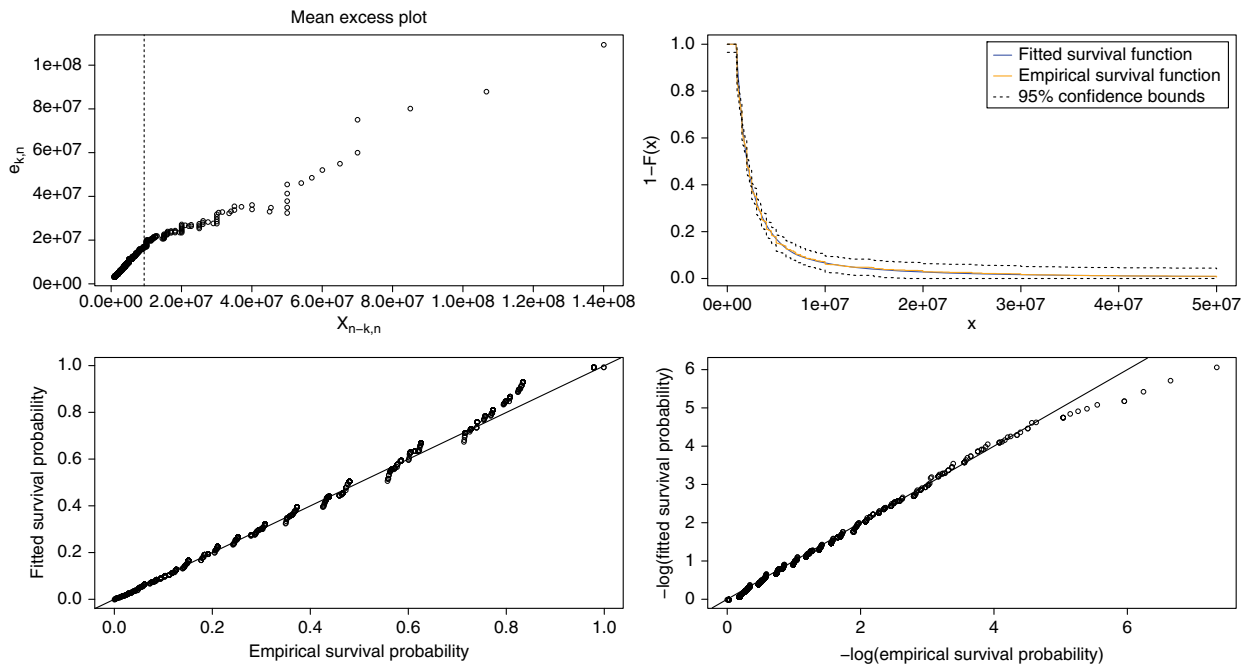 Mean excess plot
1e+08
8e+07
6e+07
4e+07
2e+07
0e+00
e_{k,n}
0.0e+00 2.0e+07 4.0e+07 6.0e+07 8.0e+07 1.0e+08 1.2e+08 1.4e+08
X_{n−k,n}
1.0
0.8
0.6
0.4
0.2
0.0
1−F(x)
Fitted survival function
Empirical survival function
95% confidence bounds
0e+00 1e+07 2e+07 3e+07 4e+07 5e+07
x
1.0
0.8
0.6
0.4
0.2
0.0
Fitted survival probability
0.0 0.2 0.4 0.6 0.8 1.0
Empirical survival probability
6
5
4
3
2
1
0
−log(fitted survival probability)
0 2 4 6
−log(empirical survival probability)